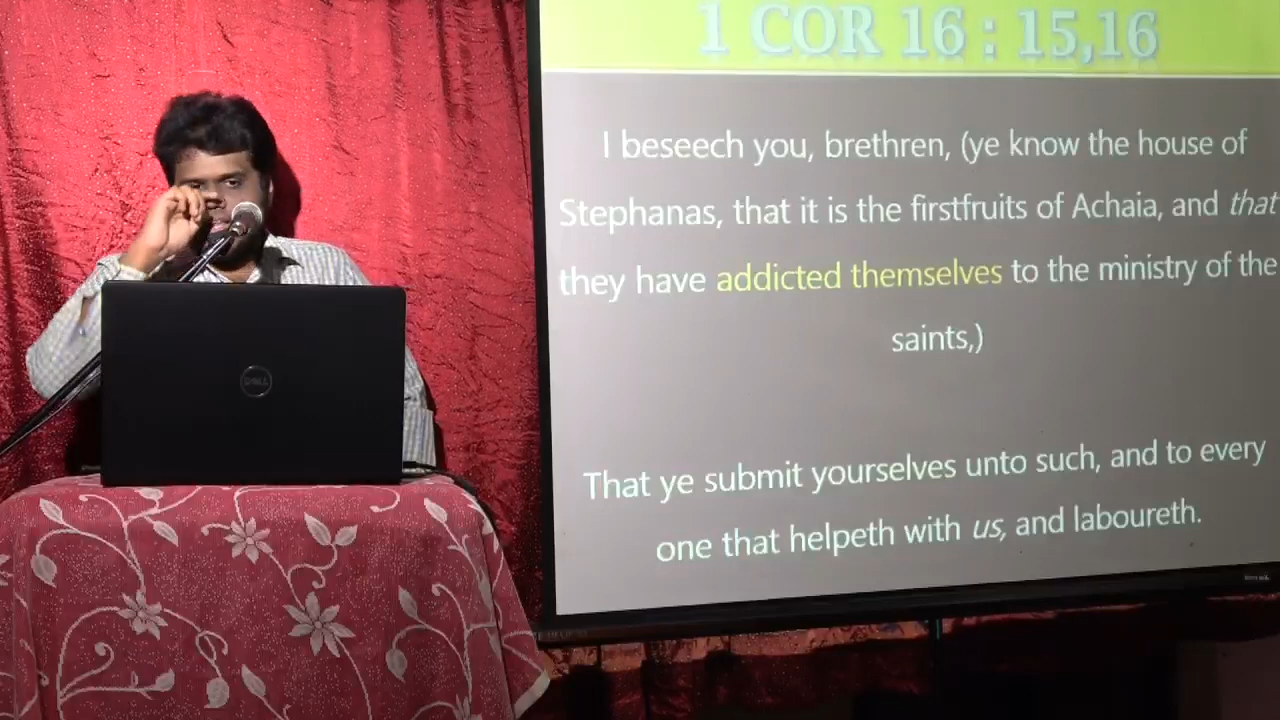 1 COR 16 : 15,16
I beseech you, brethren, (ye know the house of
Stephanas, that it is the firstfruits of Achaia, and that
they have addicted themselves to the ministry of the
saints,)
That ye submit yourselves unto such, and to every
one that helpeth with us, and laboureth.
DELL